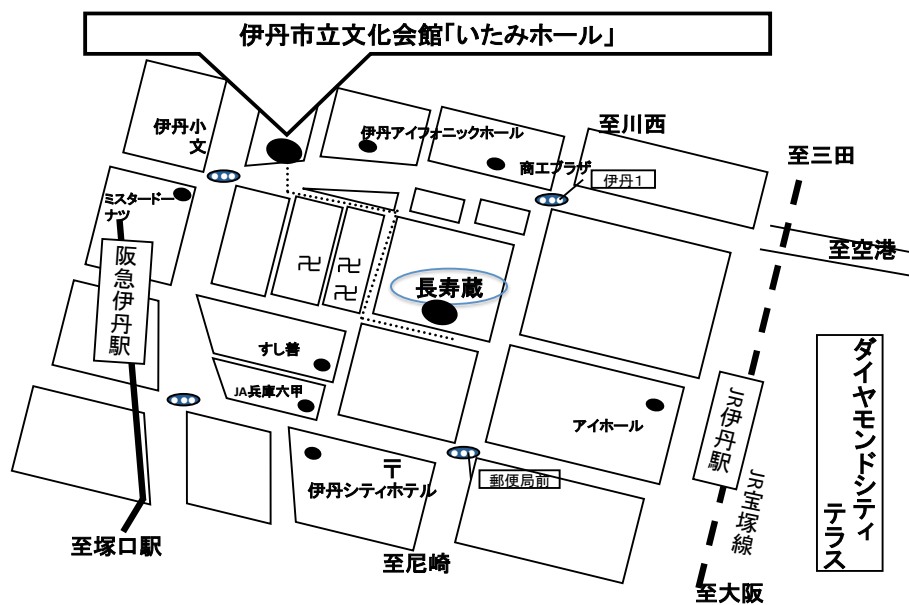 伊丹市立文化会館「いたみホール」
伊丹小
文
伊丹アイフォニックホール
商工プラザ
至川西
伊丹1
至三田
至空港
ミスタードー
ナツ
阪急伊丹駅
卍
卍
卍
長寿蔵
すし善
JA兵庫六甲
アイホール
JR伊丹駅
JR宝塚線
ダイヤモンドシティ
テラス
〒
伊丹シティホテル
郵便局前
至塚口駅
至尼崎
至大阪